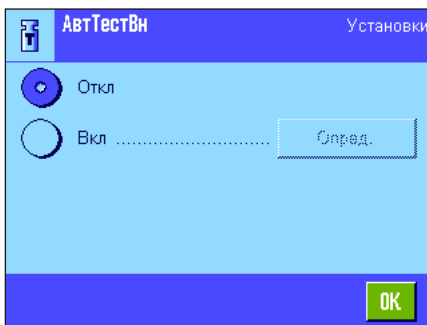 T
АвтТестВн
Установки
Откл
Вкл ........................... Опред.
OK